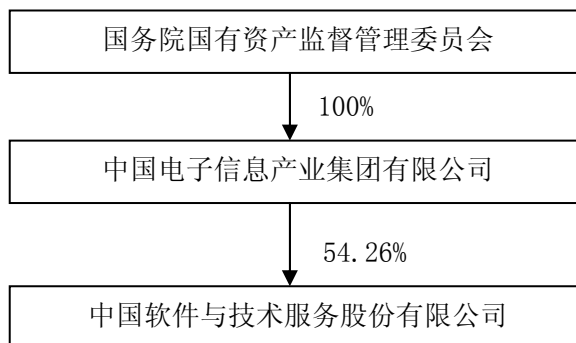 国务院国有资产监督管理委员会
100%
中国电子信息产业集团有限公司
54.26%
中国软件与技术服务股份有限公司